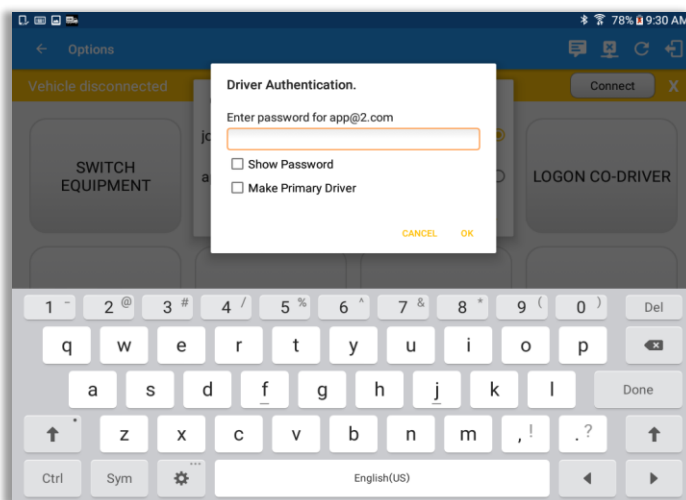 78% 9:30 AM
Options
Vehicle disconnected
Connect
X
Driver Authentication.
Enter password for app@2.com
jo
Show Password
a
Make Primary Driver
SWITCH
EQUIPMENT
LOGON CO-DRIVER
CANCEL OK
1 - 2 @ 3 # 4 / 5 % 6 ^ 7 & 8 * 9 ( 0 ) Del
q w e r t y u i o p
a s d f g h j k l Done
z x c v b n m , ! . ?
Ctrl Sym ... English(US)